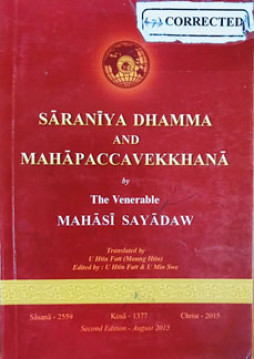 CORRECTED
SĀRANĪYA DHAMMA
AND
MAHĀPACCAVEKKHANĀ
by
The Venerable
MAHĀSĪ SAYĀDAW
Translated by
U Htin Fatt (Maung Htin)
Edited by : U Htin Fatt & U Min Swe
Sāsanā - 2559 Kozā - 1377 Christ - 2015
Second Edition - August 2015